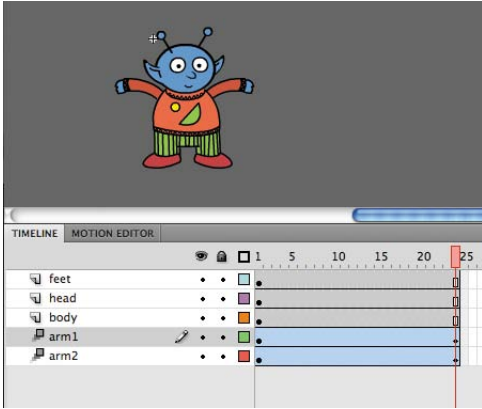 TIMELINE MOTION EDITOR
1 5 10 15 20 25
feet
head
body
arm1
arm2